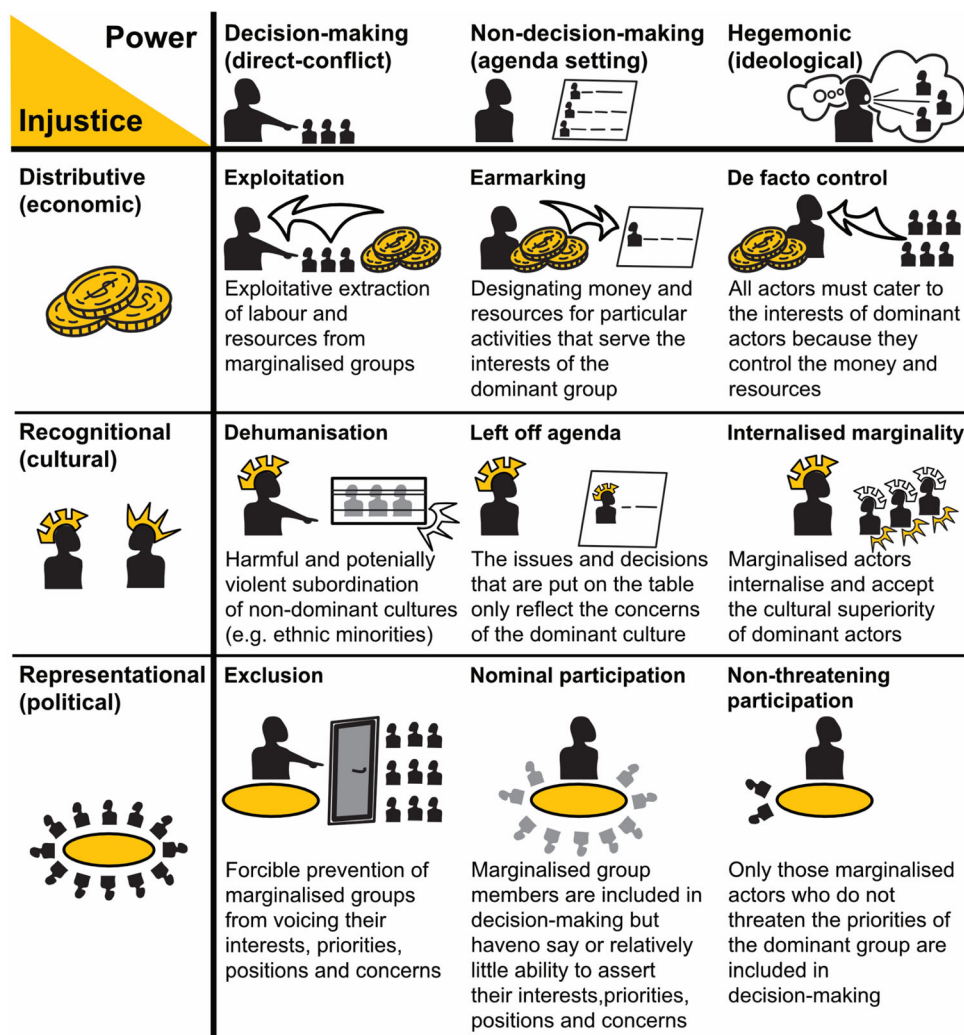 Power
Injustice
Decision-making
(direct-conflict)
Non-decision-making
(agenda setting)
Hegemonic
(ideological)
Distributive
(economic)
Exploitation
Exploitative extraction
of labour and
resources from
marginalised groups
Earmarking
Designating money and
resources for particular
activities that serve the
interests of the
dominant group
De facto control
All actors must cater to
the interests of dominant
actors because they
control the money and
resources
Recognitional
(cultural)
Dehumanisation
Harmful and potenially
violent subordination
of non-dominant cultures
(e.g. ethnic minorities)
Left off agenda
The issues and decisions
that are put on the table
only reflect the concerns
of the dominant culture
Internalised marginality
Marginalised actors
internalise and accept
the cultural superiority
of dominant actors
Representational
(political)
Exclusion
Forcible prevention of
marginalised groups
from voicing their
interests, priorities,
positions and concerns
Nominal participation
Marginalised group
members are included in
decision-making but
haveno say or relatively
little ability to assert
their interests,priorities,
positions and concerns
Non-threatening
participation
Only those marginalised
actors who do not
threaten the priorities of
the dominant group are
included in
decision-making